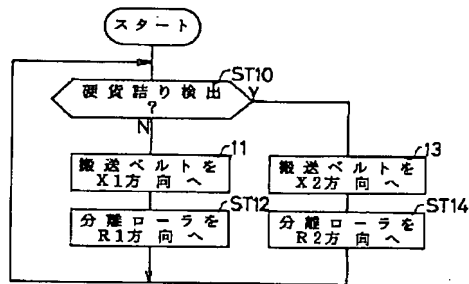 スタート
ST10
硬貨詰り検出
?
Y
N
11
搬送ベルトを
X1方向へ
13
搬送ベルトを
X2方向へ
ST12
分離ローラを
R1方向へ
ST14
分離ローラを
R2方向へ